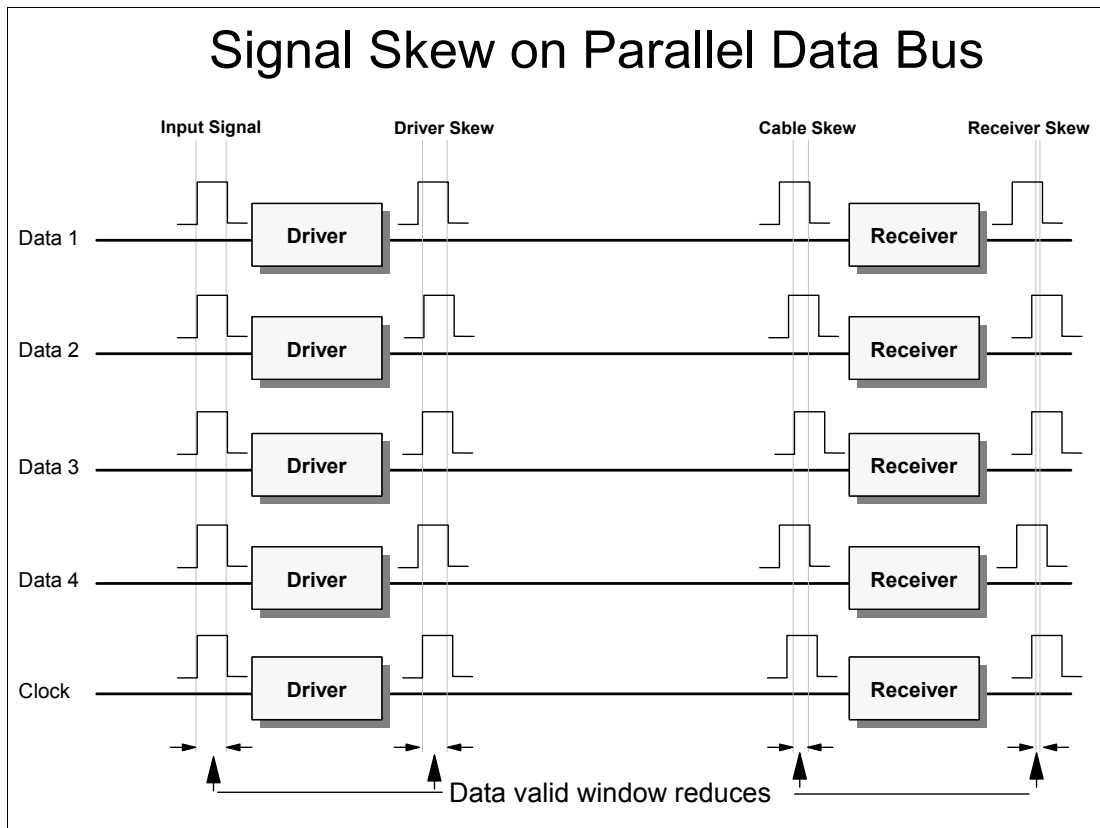 Signal Skew on Parallel Data Bus
Input Signal Driver Skew Cable Skew Receiver Skew
Data 1 Driver Receiver
Data 2 Driver Receiver
Data 3 Driver Receiver
Data 4 Driver Receiver
Clock Driver Receiver
Data valid window reduces